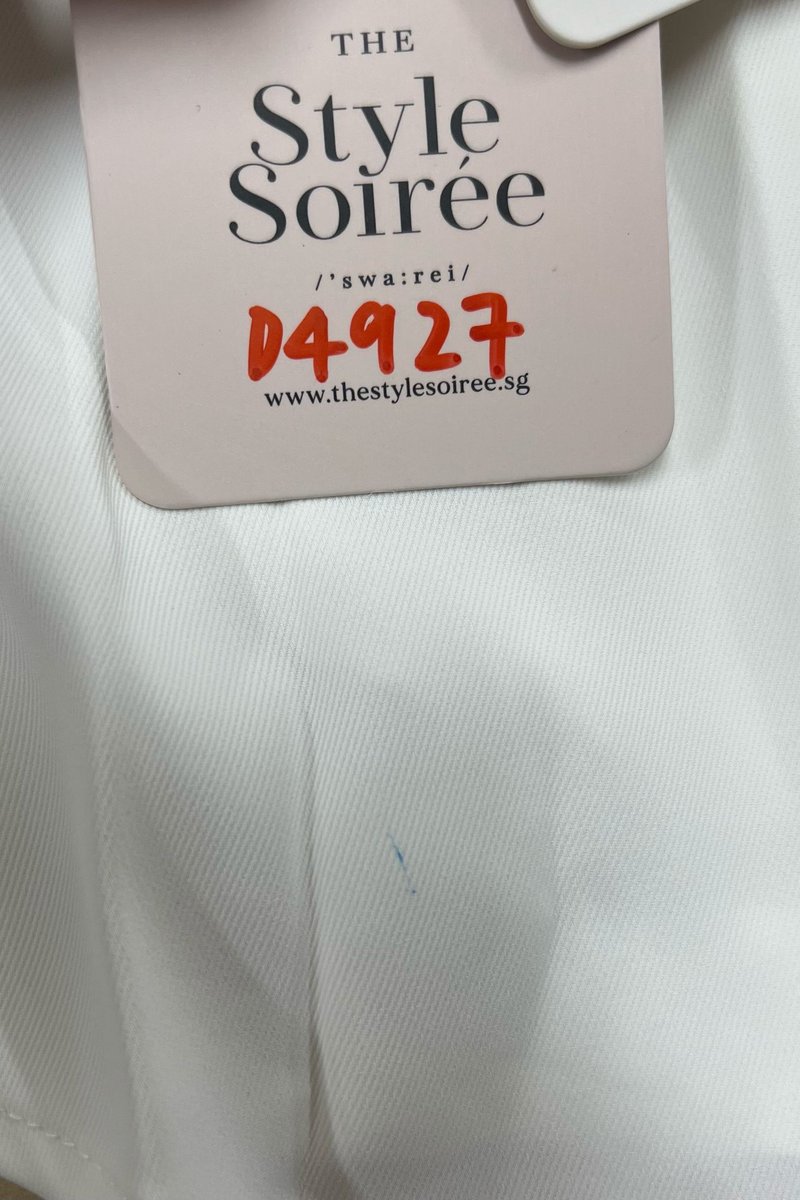 THE
Style
Soirée
/'swa:rei/
D4927
www.thestylesoiree.sg